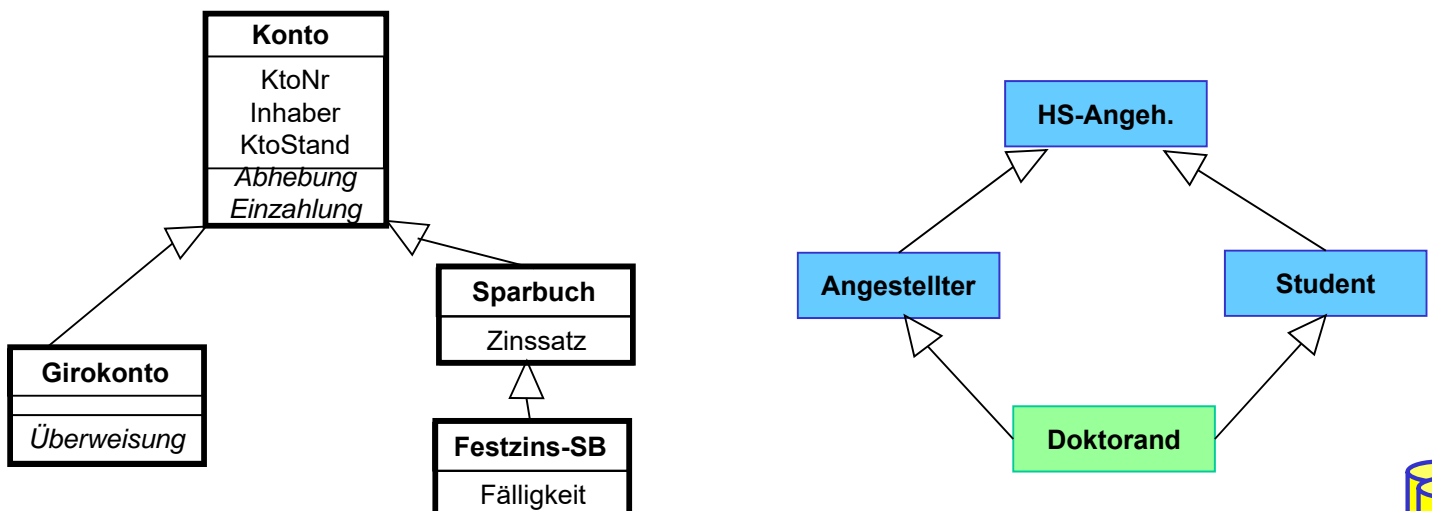 Konto
KtoNr
Inhaber
KtoStand
Abhebung
Einzahlung
Girokonto
Überweisung
Sparbuch
Zinssatz
Festzins-SB
Fälligkeit
HS-Angeh.
Angestellter
Student
Doktorand